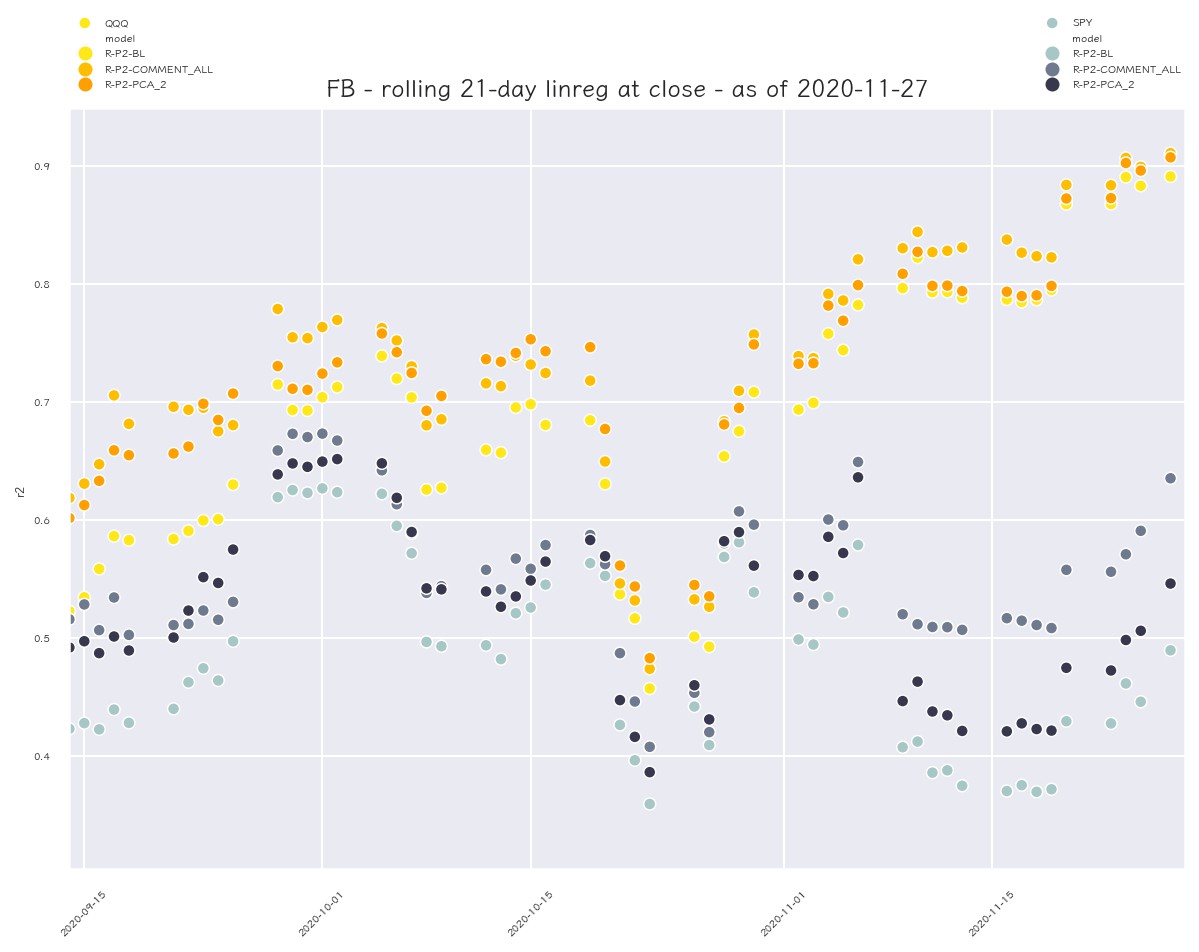 QQQ
model
R-P2-BL
R-P2-COMMENT_ALL
R-P2-PCA_2
SPY
model
R-P2-BL
R-P2-COMMENT_ALL
R-P2-PCA_2
FB - rolling 21-day linreg at close - as of 2020-11-27
0.9
0.8
0.7
0.6
0.5
0.4
r2
2020-09-15
2020-10-01
2020-10-15
2020-11-01
2020-11-15